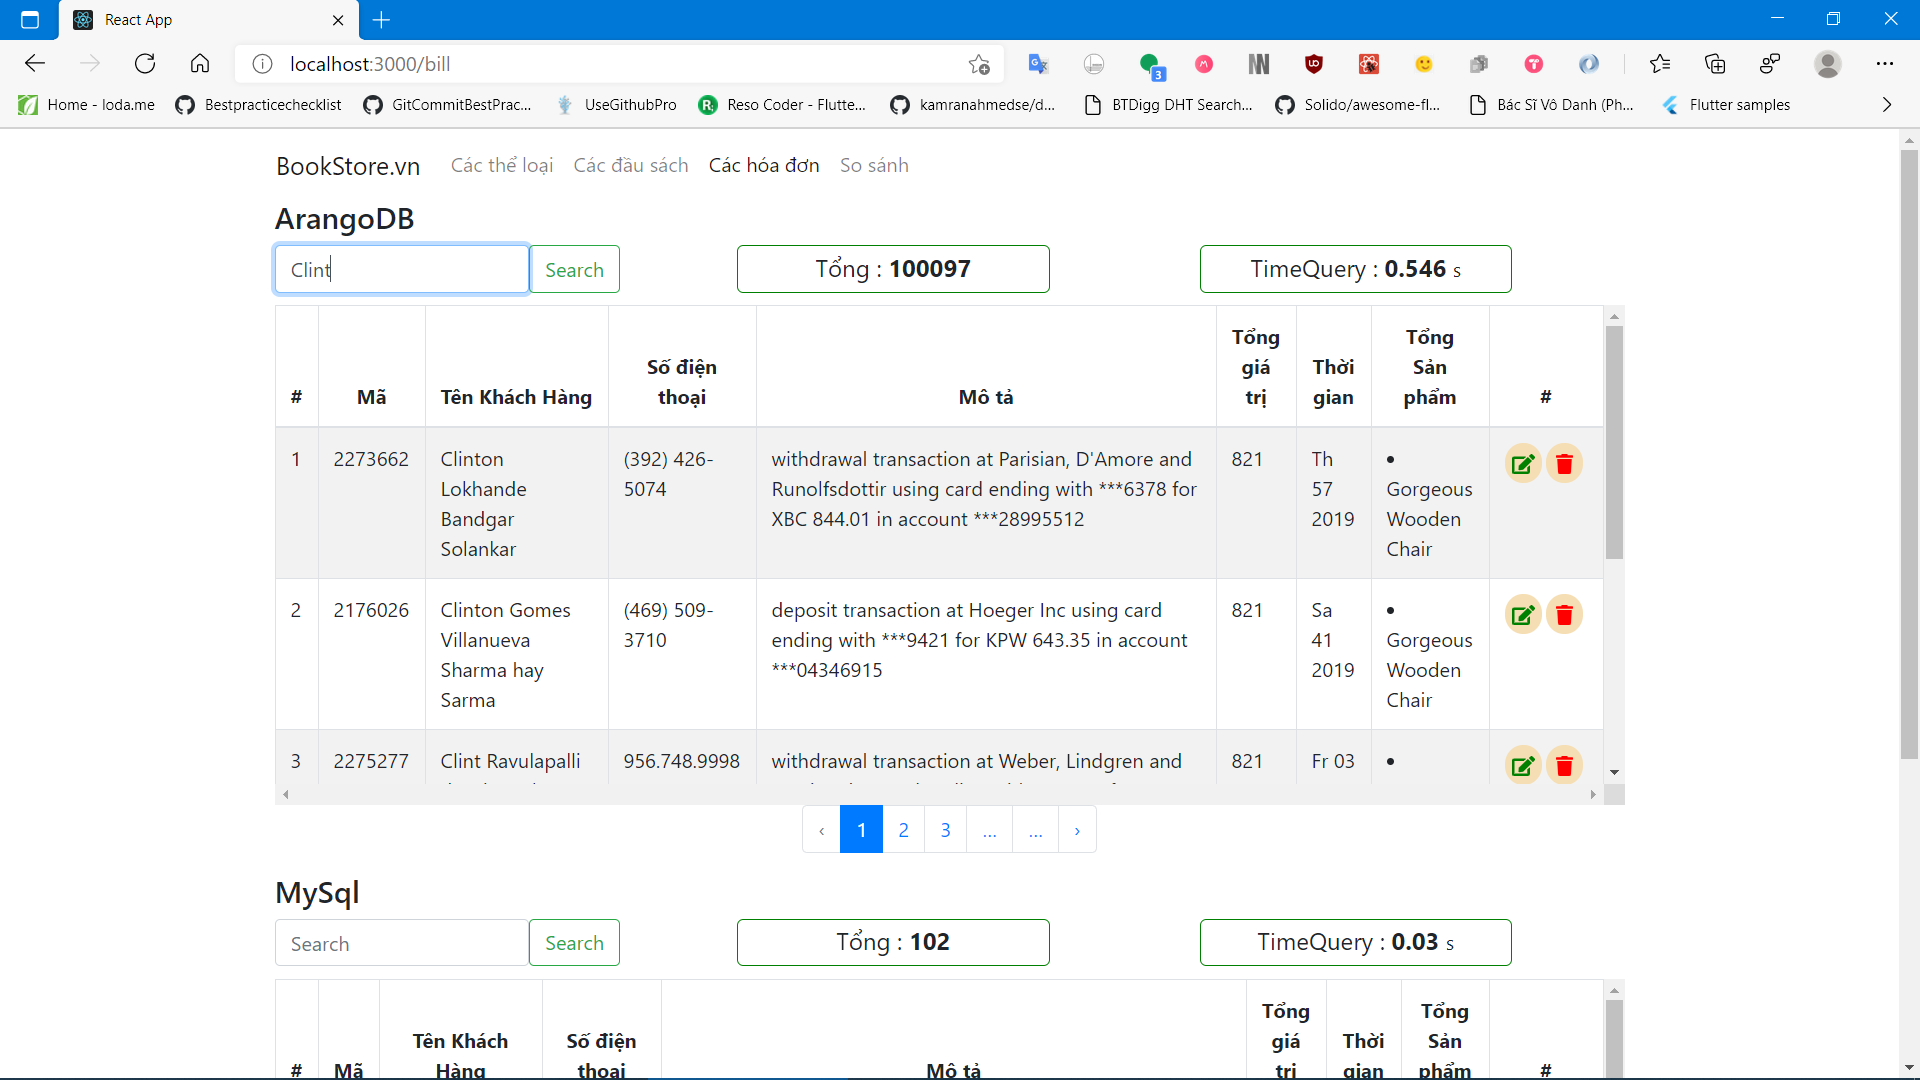 React App
localhost:3000/bill
3
Home - loda.me
Bestpracticechecklist
GitCommitBestPrac...
UseGithubPro
Reso Coder - Flutte...
kamranahmedse/d...
BTDigg DHT Search...
Solido/awesome-fl...
Bác Sĩ Vô Danh (Ph...
Flutter samples
BookStore.vn Các thể loại Các đầu sách Các hóa đơn So sánh
ArangoDB
Clint Search Tổng : 100097 TimeQuery : 0.546 s
# Mã Tên Khách Hàng Số điện thoại Mô tả Tổng giá trị Thời gian Tổng Sản phẩm #
1
2273662
Clinton
Lokhande
Bandgar
Solankar
(392) 426-
5074
withdrawal transaction at Parisian, D'Amore and
Runolfsdottir using card ending with ***6378 for
XBC 844.01 in account ***28995512
821
Th
57
2019
• 
Gorgeous
Wooden
Chair
2
2176026
Clinton Gomes
Villanueva
Sharma hay
Sarma
(469) 509-
3710
deposit transaction at Hoeger Inc using card
ending with ***9421 for KPW 643.35 in account
***04346915
821
Sa
41
2019
• 
Gorgeous
Wooden
Chair
3
2275277
Clint Ravulapalli
956.748.9998
withdrawal transaction at Weber, Lindgren and
821
Fr 03
•
‹ 1 2 3 ... ... ›
MySql
Search Search Tổng : 102 TimeQuery : 0.03 s
# Mã Tên Khách Hàng Số điện thoại Mô tả Tổng giá trị Thời gian Tổng Sản phẩm #